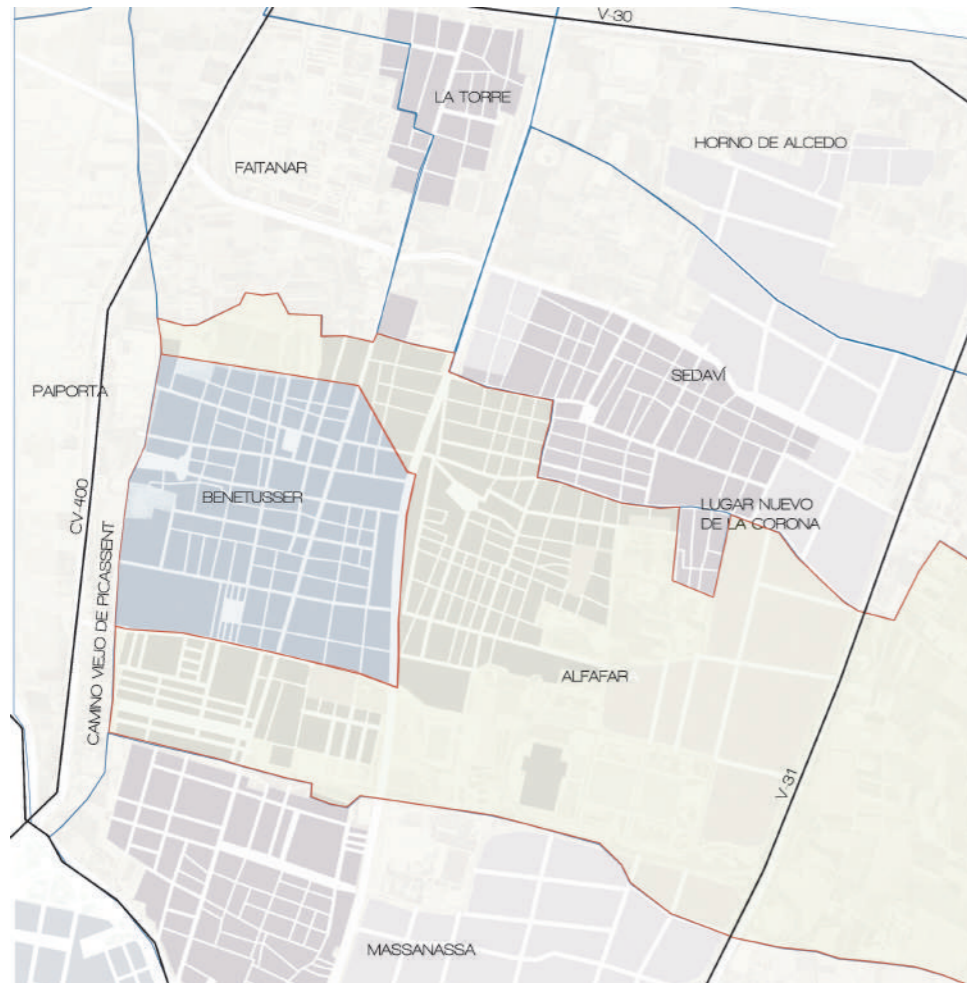 V-30
LA TORRE
HORNO DE ALCEDO
FAITANAR
SEDAVÍ
PAIPORTA
BENETUSSER
LUGAR NUEVO
DE LA CORONA
CV-400
CAMINO VIEJO DE PICASSENT
ALFAFAR
V-31
MASSANASSA